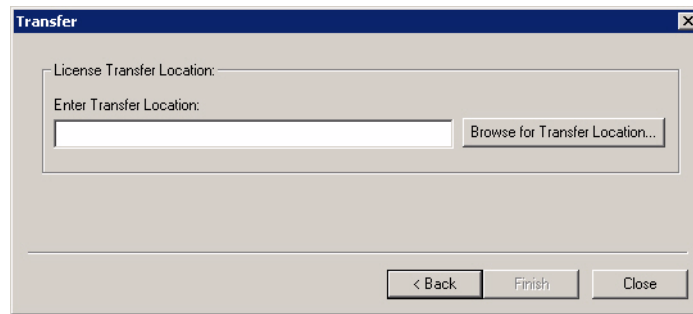 Transfer
License Transfer Location:
Enter Transfer Location:
Browse for Transfer Location...
< Back
Finish
Close